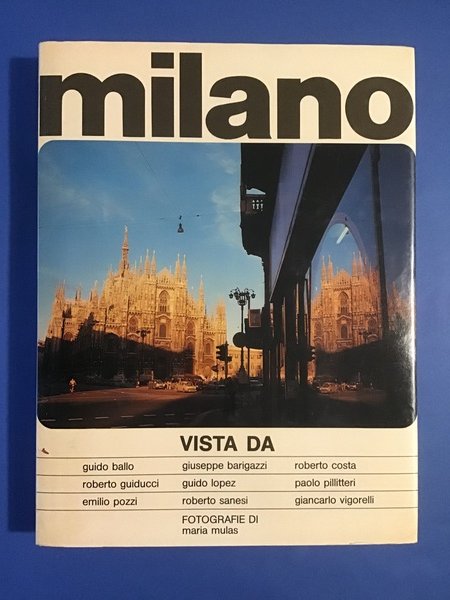 milano
VISTA DA
guido ballo giuseppe barigazzi roberto costa
roberto guiducci guido lopez paolo pillitteri
emilio pozzi roberto sanesi giancarlo vigorelli
FOTOGRAFIE DI
maria mulas